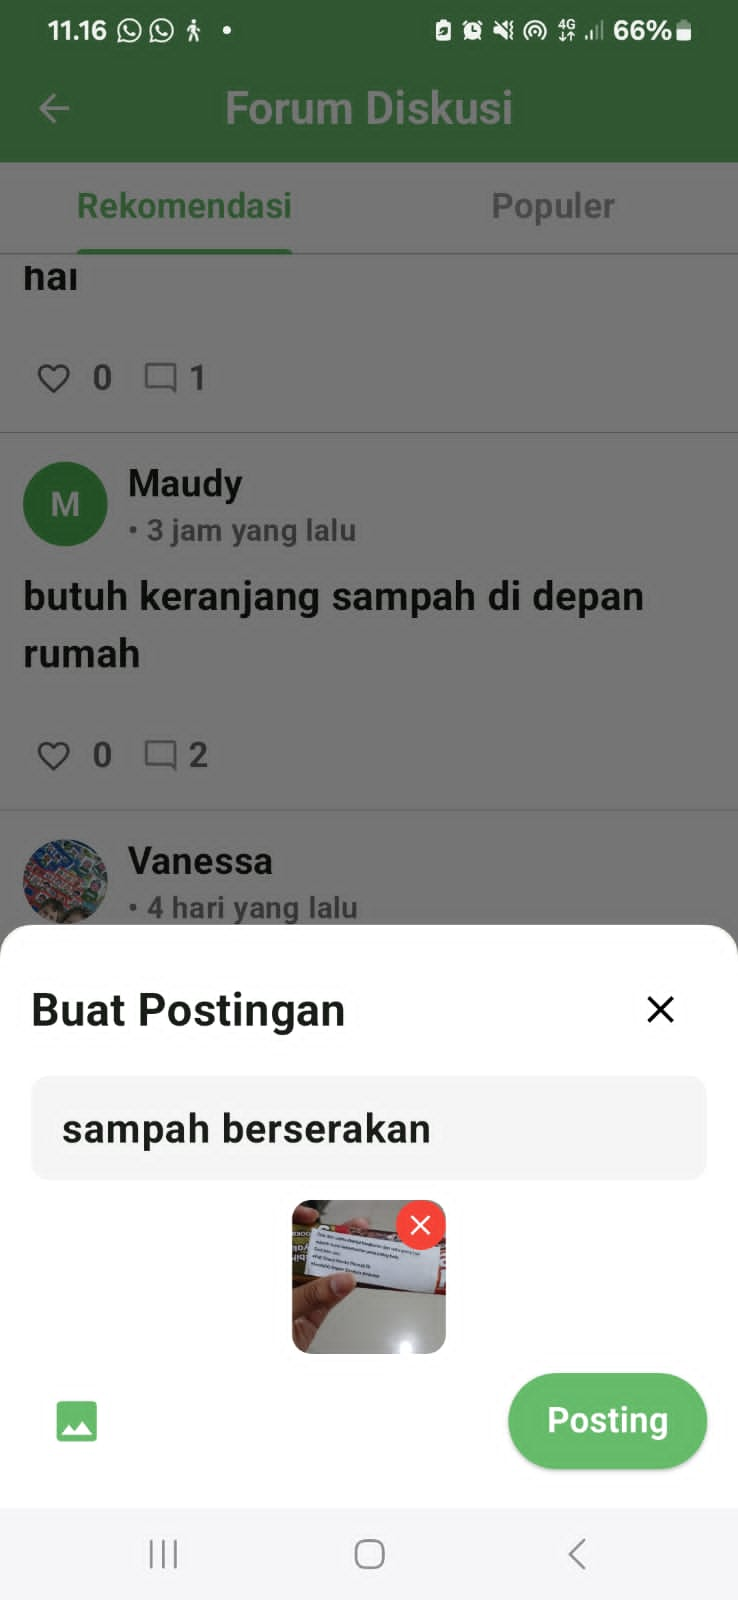 11.16
4G
66%
Forum Diskusi
Rekomendasi
Populer
hai
0
1
M
Maudy
• 3 jam yang lalu
butuh keranjang sampah di depan
rumah
0
2
Vanessa
• 4 hari yang lalu
Buat Postingan
sampah berserakan
Posting